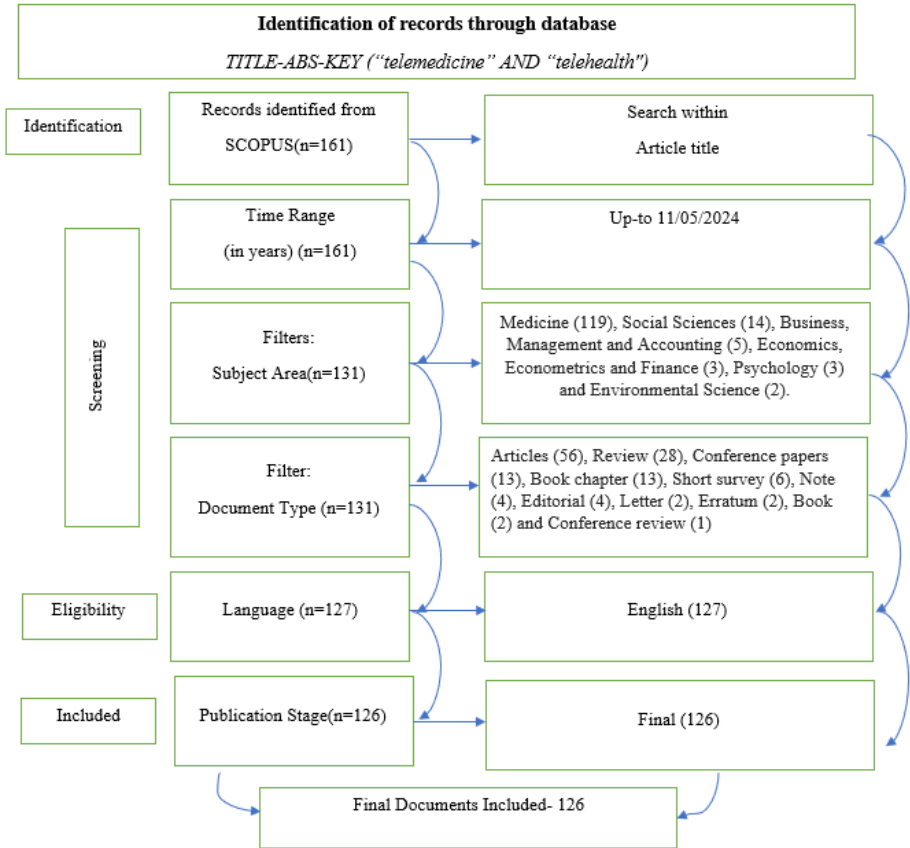 Identification of records through database
TITLE-ABS-KEY (“telemedicine” AND “telehealth")
Identification
Records identified from
SCOPUS(n=161)
Search within
Article title
Screening
Time Range
(in years) (n=161)
Up-to 11/05/2024
Filters:
Subject Area(n=131)
Medicine (119), Social Sciences (14), Business,
Management and Accounting (5), Economics,
Econometrics and Finance (3), Psychology (3)
and Environmental Science (2).
Filter:
Document Type (n=131)
Articles (56), Review (28), Conference papers
(13), Book chapter (13), Short survey (6), Note
(4), Editorial (4), Letter (2), Erratum (2), Book
(2) and Conference review (1)
Eligibility
Language (n=127)
English (127)
Included
Publication Stage(n=126)
Final (126)
Final Documents Included- 126